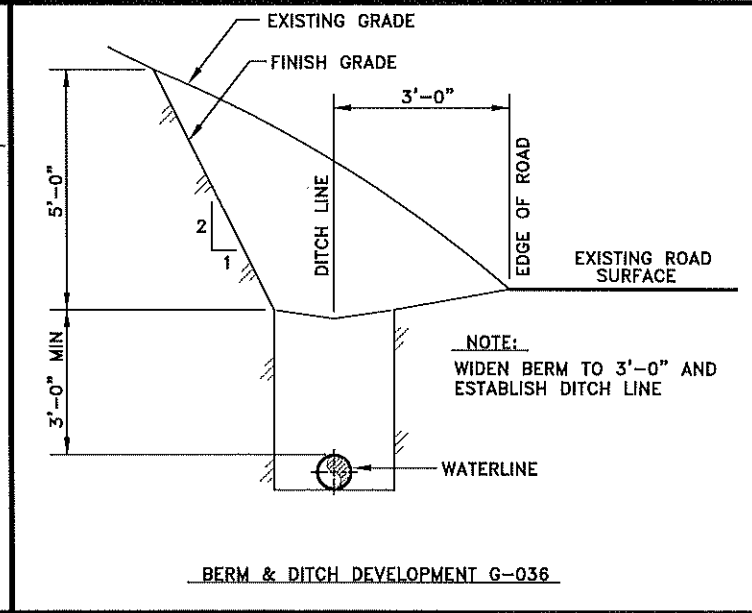 EXISTING GRADE
FINISH GRADE
3'-0"
5'-0"
2
1
DITCH LINE
EDGE OF ROAD
EXISTING ROAD
SURFACE
3'-0" MIN
NOTE:
WIDEN BERM TO 3'-0" AND
ESTABLISH DITCH LINE
WATERLINE
BERM & DITCH DEVELOPMENT G-036